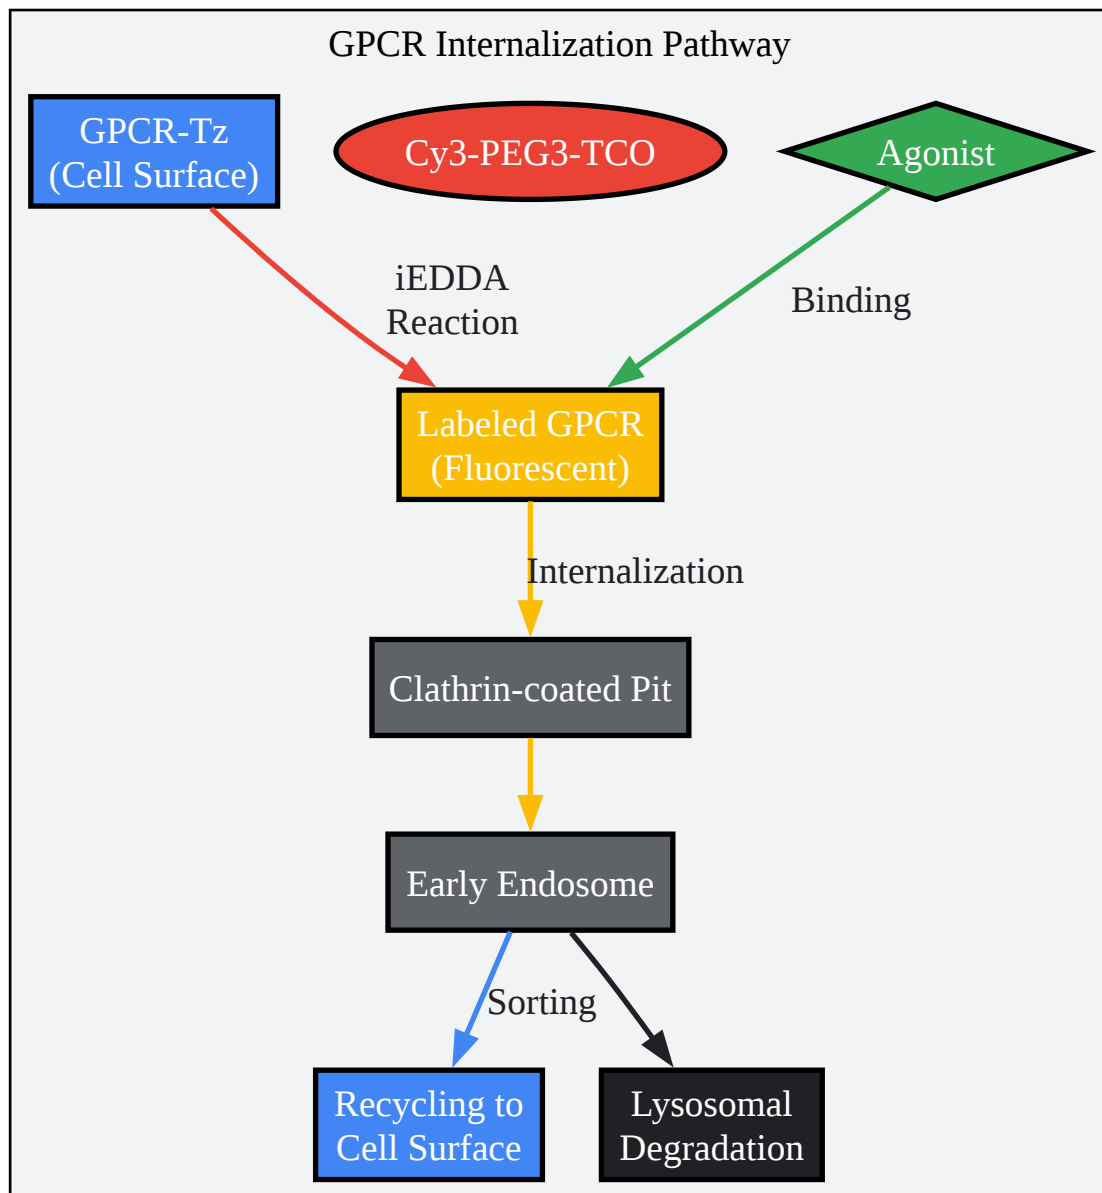 GPCR Internalization Pathway
GPCR-Tz
(Cell Surface)
Cy3-PEG3-TCO
Agonist
iEDDA
Reaction
Binding
Labeled GPCR
(Fluorescent)
Internalization
Clathrin-coated Pit
Early Endosome
Sorting
Recycling to
Cell Surface
Lysosomal
Degradation